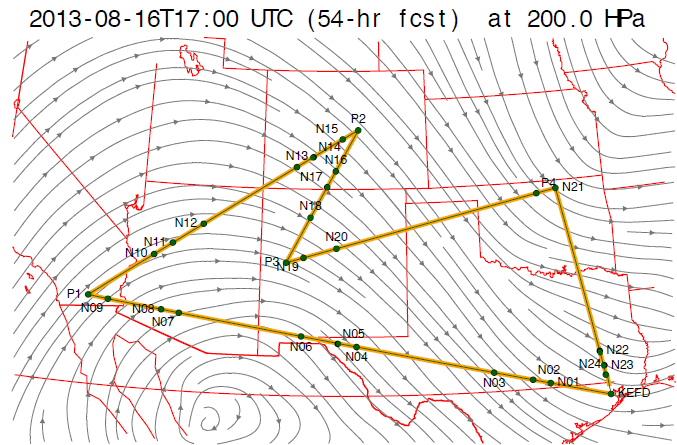 2013-08-16T17:00 UTC (54-hr fcst) at 200.0 HPa
P2
N15
N14
N13
N16
N17
P4
N21
N18
N12
N20
N11
N10
P3
N19
P1
N09
N08
N07
N05
N06
N04
N22
N24
N23
N02
N03
N01
KEFD